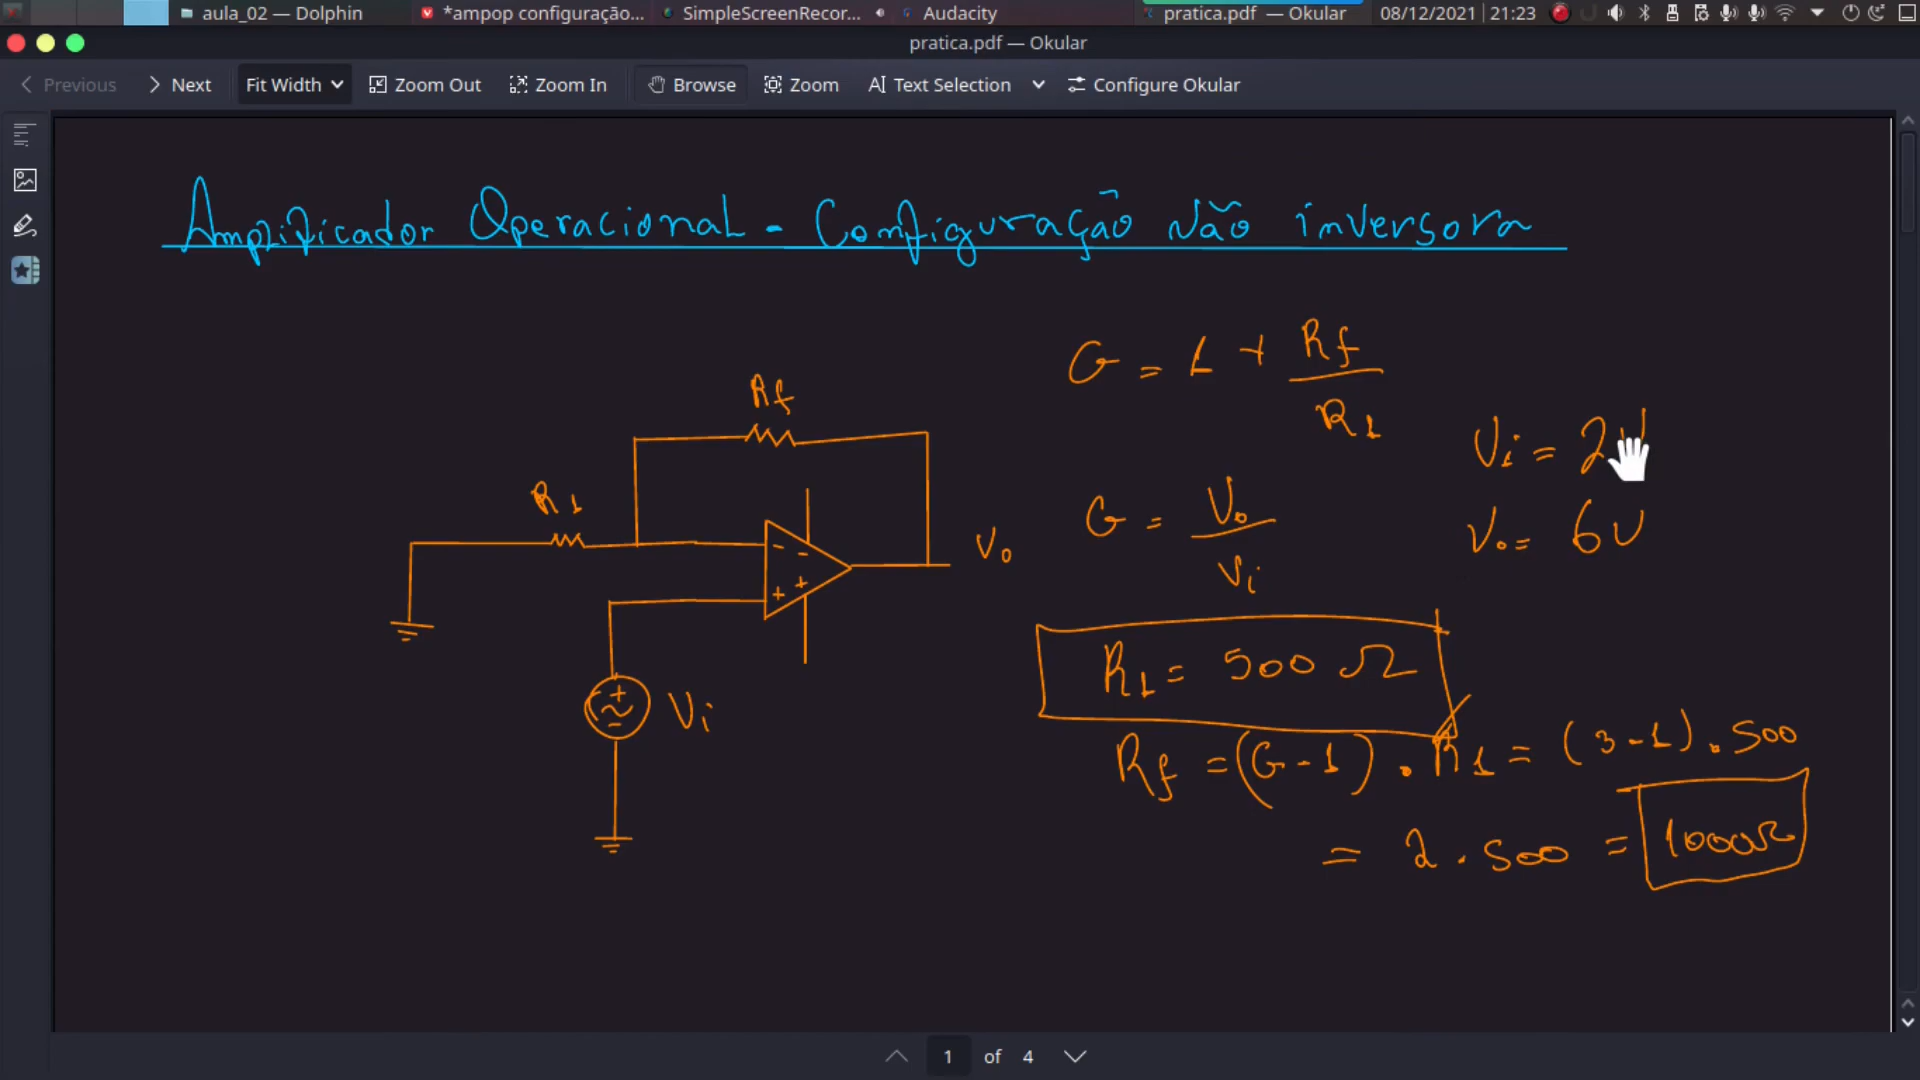 aula_02 — Dolphin
*ampop configuração...
SimpleScreenRecor...
Audacity
pratica.pdf — Okular
08/12/2021 | 21:23
pratica.pdf — Okular
Previous
Next
Fit Width
Zoom Out
Zoom In
Browse
Zoom
Text Selection
Configure Okular
Amplificador Operacional - Configuração Não inversora
G = 1 + Rf / R1
Vi = 2V
G = Vo / Vi
Vo = 6V
Rf
R1
- -
+ +
Vo
+
-
Vi
R1 = 500 Ω
Rf = (G - 1) . R1 = (3 - 1) . 500
= 2 . 500 = 1000Ω
1 of 4